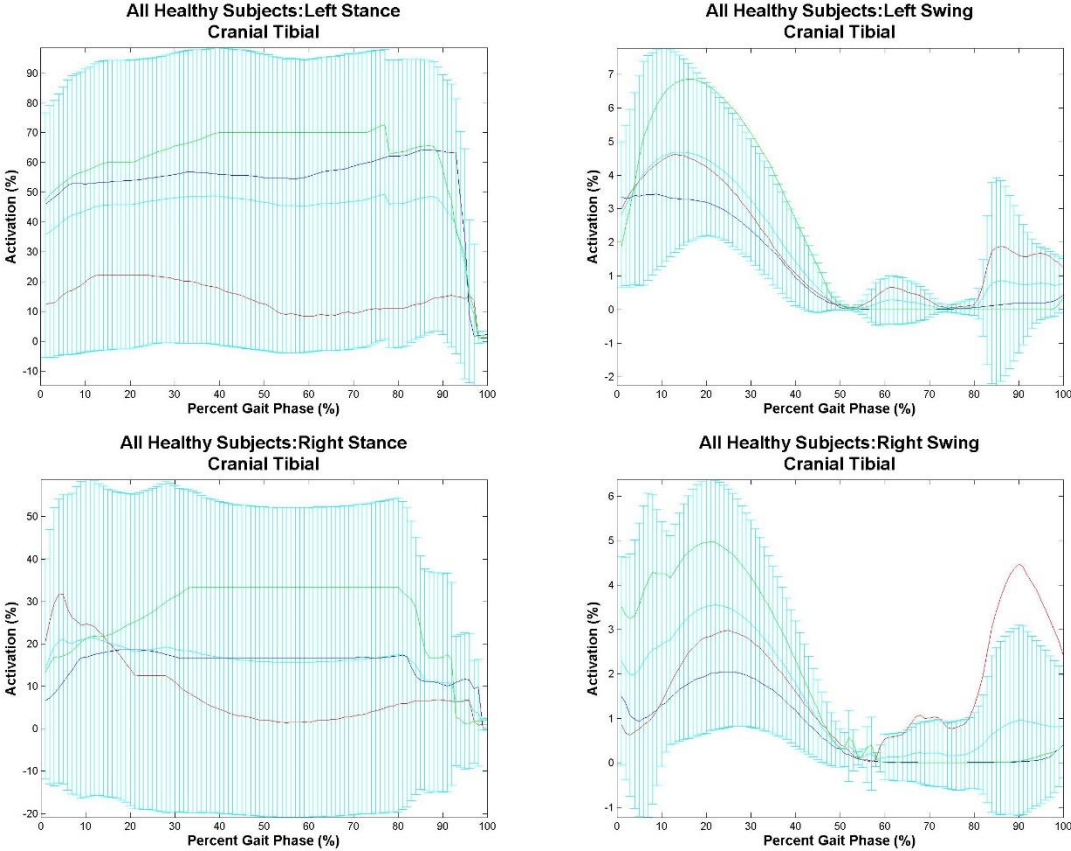 All Healthy Subjects:Left Stance
Cranial Tibial
90
80
70
60
50
40
30
20
10
0
-10
Activation (%)
0 10 20 30 40 50 60 70 80 90 100
Percent Gait Phase (%)
All Healthy Subjects:Left Swing
Cranial Tibial
7
6
5
4
3
2
1
0
-1
-2
Activation (%)
0 10 20 30 40 50 60 70 80 90 100
Percent Gait Phase (%)
All Healthy Subjects:Right Stance
Cranial Tibial
50
40
30
20
10
0
-10
-20
Activation (%)
0 10 20 30 40 50 60 70 80 90 100
Percent Gait Phase (%)
All Healthy Subjects:Right Swing
Cranial Tibial
6
5
4
3
2
1
0
-1
Activation (%)
0 10 20 30 40 50 60 70 80 90 100
Percent Gait Phase (%)